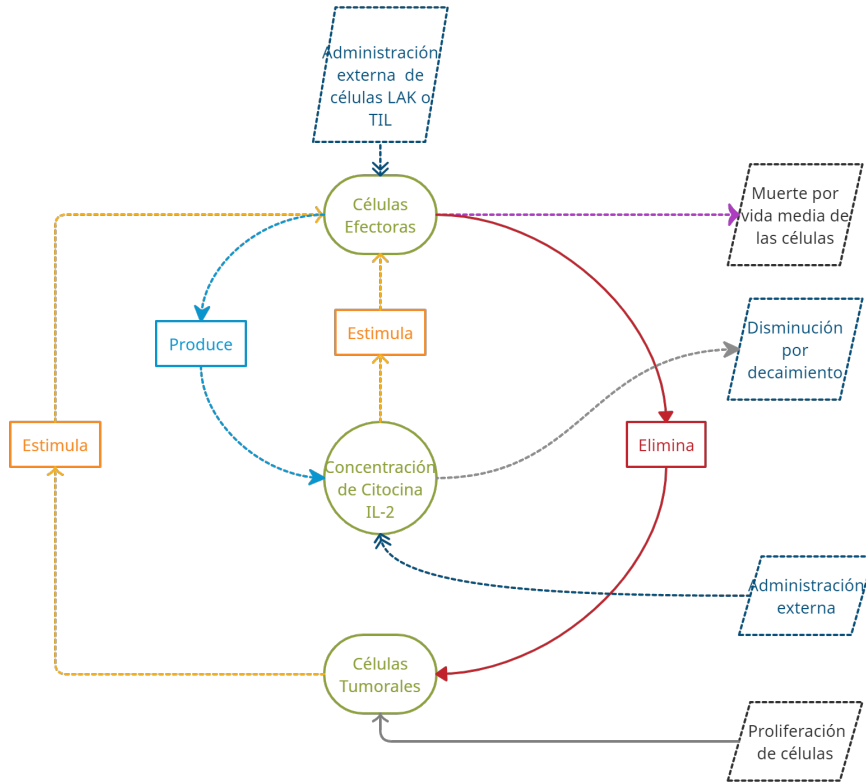 Administración
externa de
células LAK o
TIL
Células
Efectoras
Muerte por
vida media de
las células
Produce
Estimula
Disminución
por
decaimiento
Estimula
Concentración
de Citocina
IL-2
Elimina
Administración
externa
Células
Tumorales
Proliferación
de células